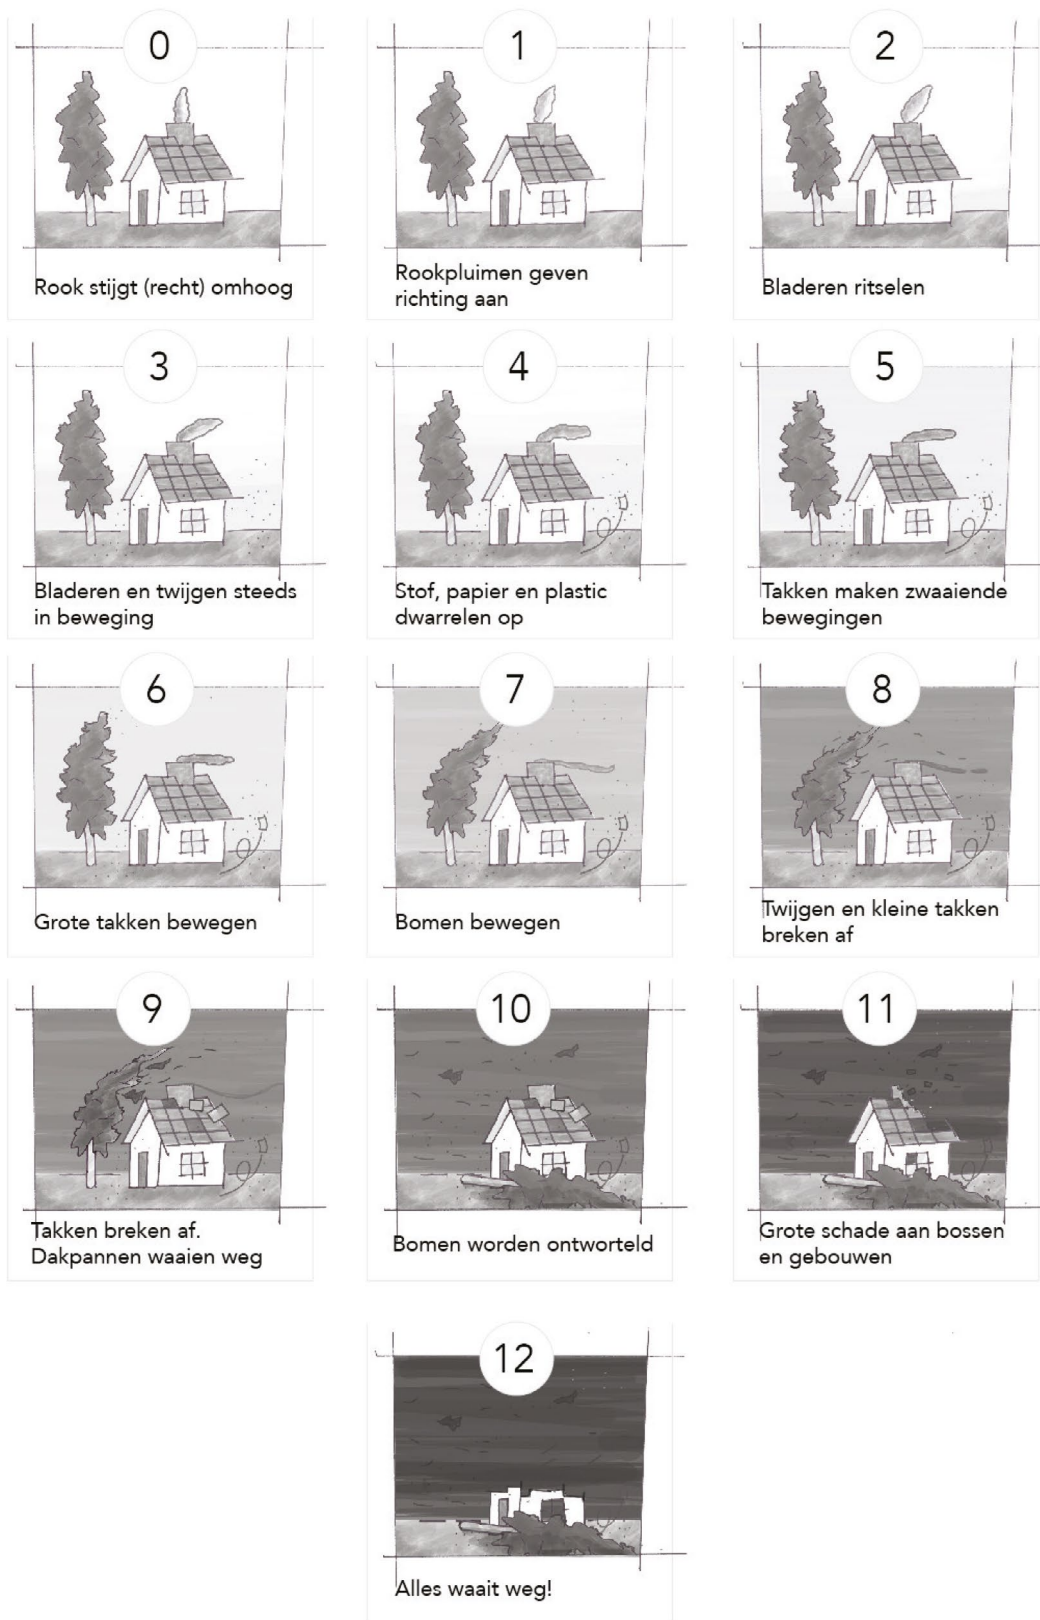 0
Rook stijgt (recht) omhoog
1
Rookpluimen geven
richting aan
2
Bladeren ritselen
3
Bladeren en twijgen steeds
in beweging
4
Stof, papier en plastic
dwarrelen op
5
Takken maken zwaaiende
bewegingen
6
Grote takken bewegen
7
Bomen bewegen
8
Twijgen en kleine takken
breken af
9
Takken breken af.
Dakpannen waaien weg
10
Bomen worden ontworteld
11
Grote schade aan bossen
en gebouwen
12
Alles waait weg!